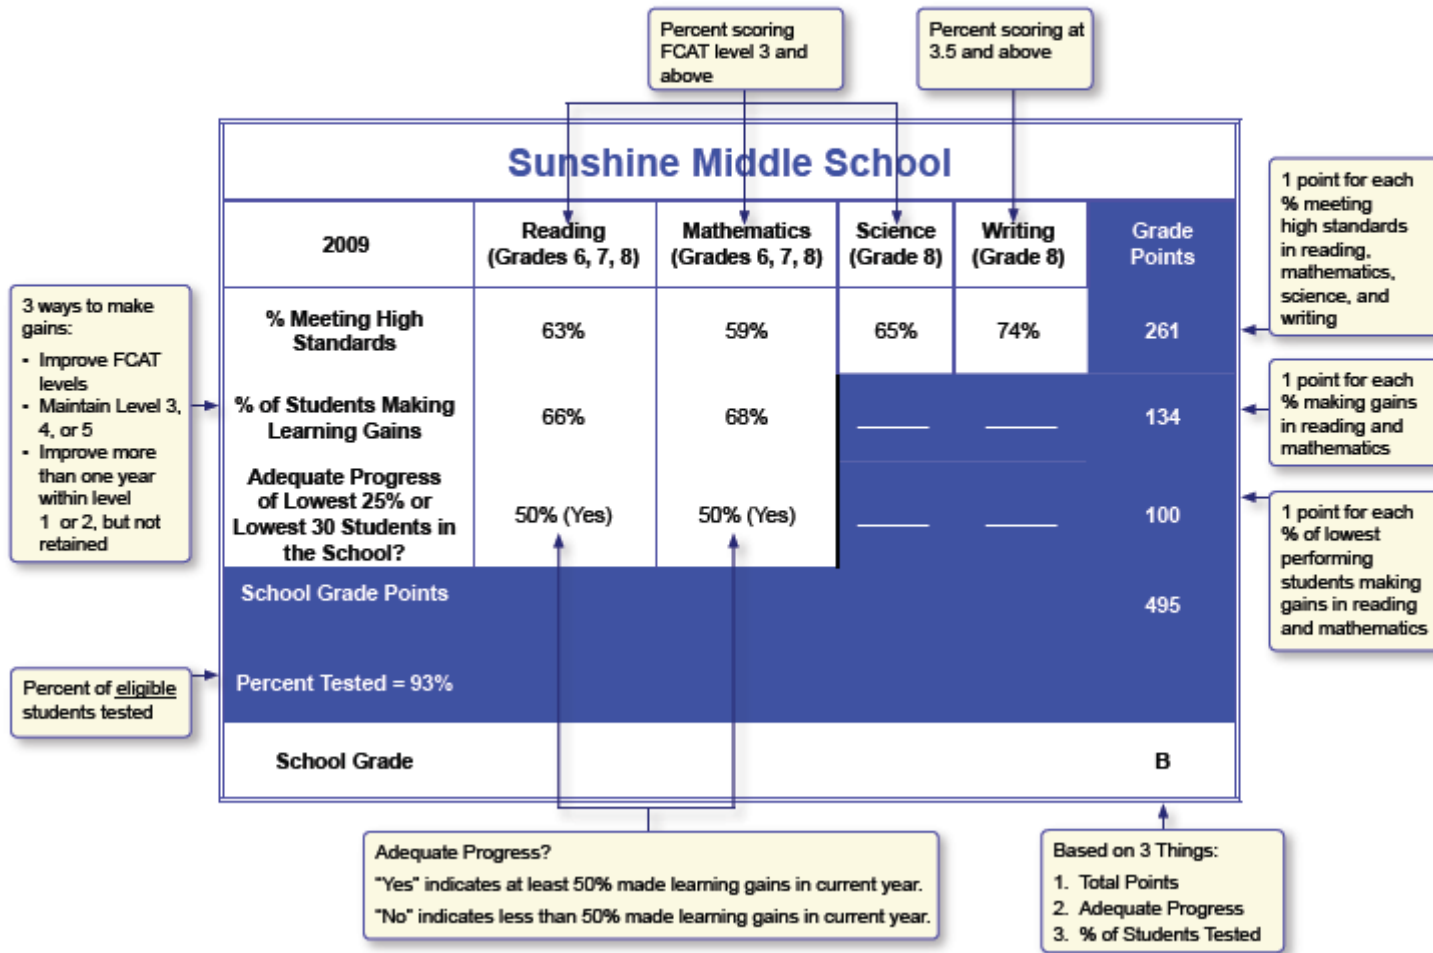 Percent scoring
FCAT level 3 and
above
Percent scoring at
3.5 and above
Sunshine Middle School
2009
Reading
(Grades 6, 7, 8)
Mathematics
(Grades 6, 7, 8)
Science
(Grade 8)
Writing
(Grade 8)
Grade
Points
% Meeting High
Standards
63%
59%
65%
74%
261
% of Students Making
Learning Gains
66%
68%
134
Adequate Progress
of Lowest 25% or
Lowest 30 Students in
the School?
50% (Yes)
50% (Yes)
100
School Grade Points
495
Percent Tested = 93%
School Grade
B
3 ways to make
gains:
- Improve FCAT
levels
- Maintain Level 3,
4, or 5
- Improve more
than one year
within level
1 or 2, but not
retained
Percent of eligible
students tested
1 point for each
% meeting
high standards
in reading,
mathematics,
science, and
writing
1 point for each
% making gains
in reading and
mathematics
1 point for each
% of lowest
performing
students making
gains in reading
and mathematics
Adequate Progress?
"Yes" indicates at least 50% made learning gains in current year.
"No" indicates less than 50% made learning gains in current year.
Based on 3 Things:
1. Total Points
2. Adequate Progress
3. % of Students Tested